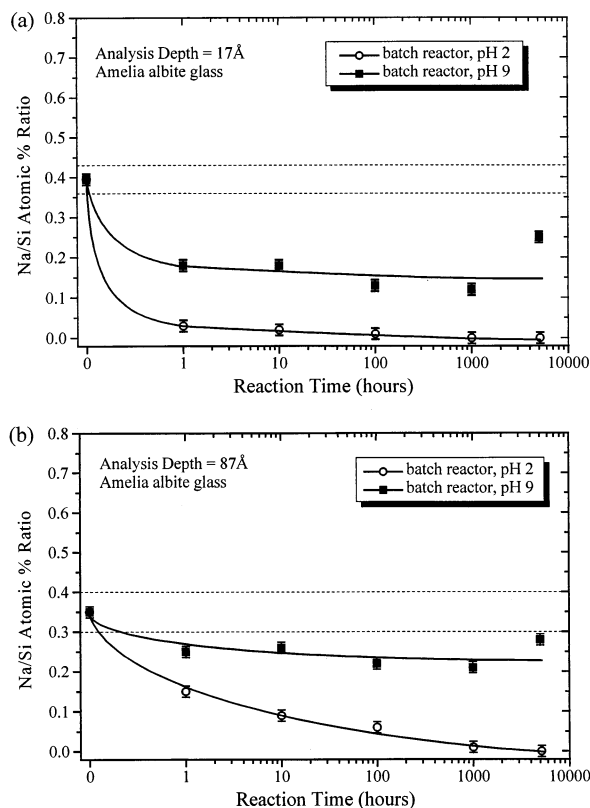 (a)
0.8
0.7
0.6
0.5
0.4
0.3
0.2
0.1
0.0
Na/Si Atomic % Ratio
Analysis Depth = 17Å
Amelia albite glass
batch reactor, pH 2
batch reactor, pH 9
0 1 10 100 1000 10000
Reaction Time (hours)
(b)
0.8
0.7
0.6
0.5
0.4
0.3
0.2
0.1
0.0
Na/Si Atomic % Ratio
Analysis Depth = 87Å
Amelia albite glass
batch reactor, pH 2
batch reactor, pH 9
0 1 10 100 1000 10000
Reaction Time (hours)